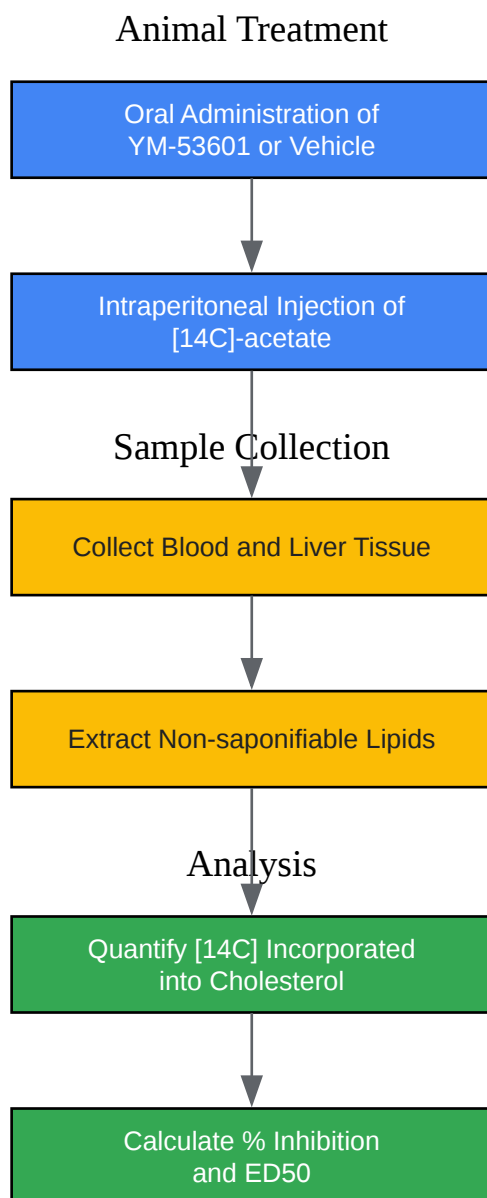 Animal Treatment
Oral Administration of
YM-53601 or Vehicle
Intraperitoneal Injection of
[14C]-acetate
Sample Collection
Collect Blood and Liver Tissue
Extract Non-saponifiable Lipids
Analysis
Quantify [14C] Incorporated
into Cholesterol
Calculate % Inhibition
and ED50